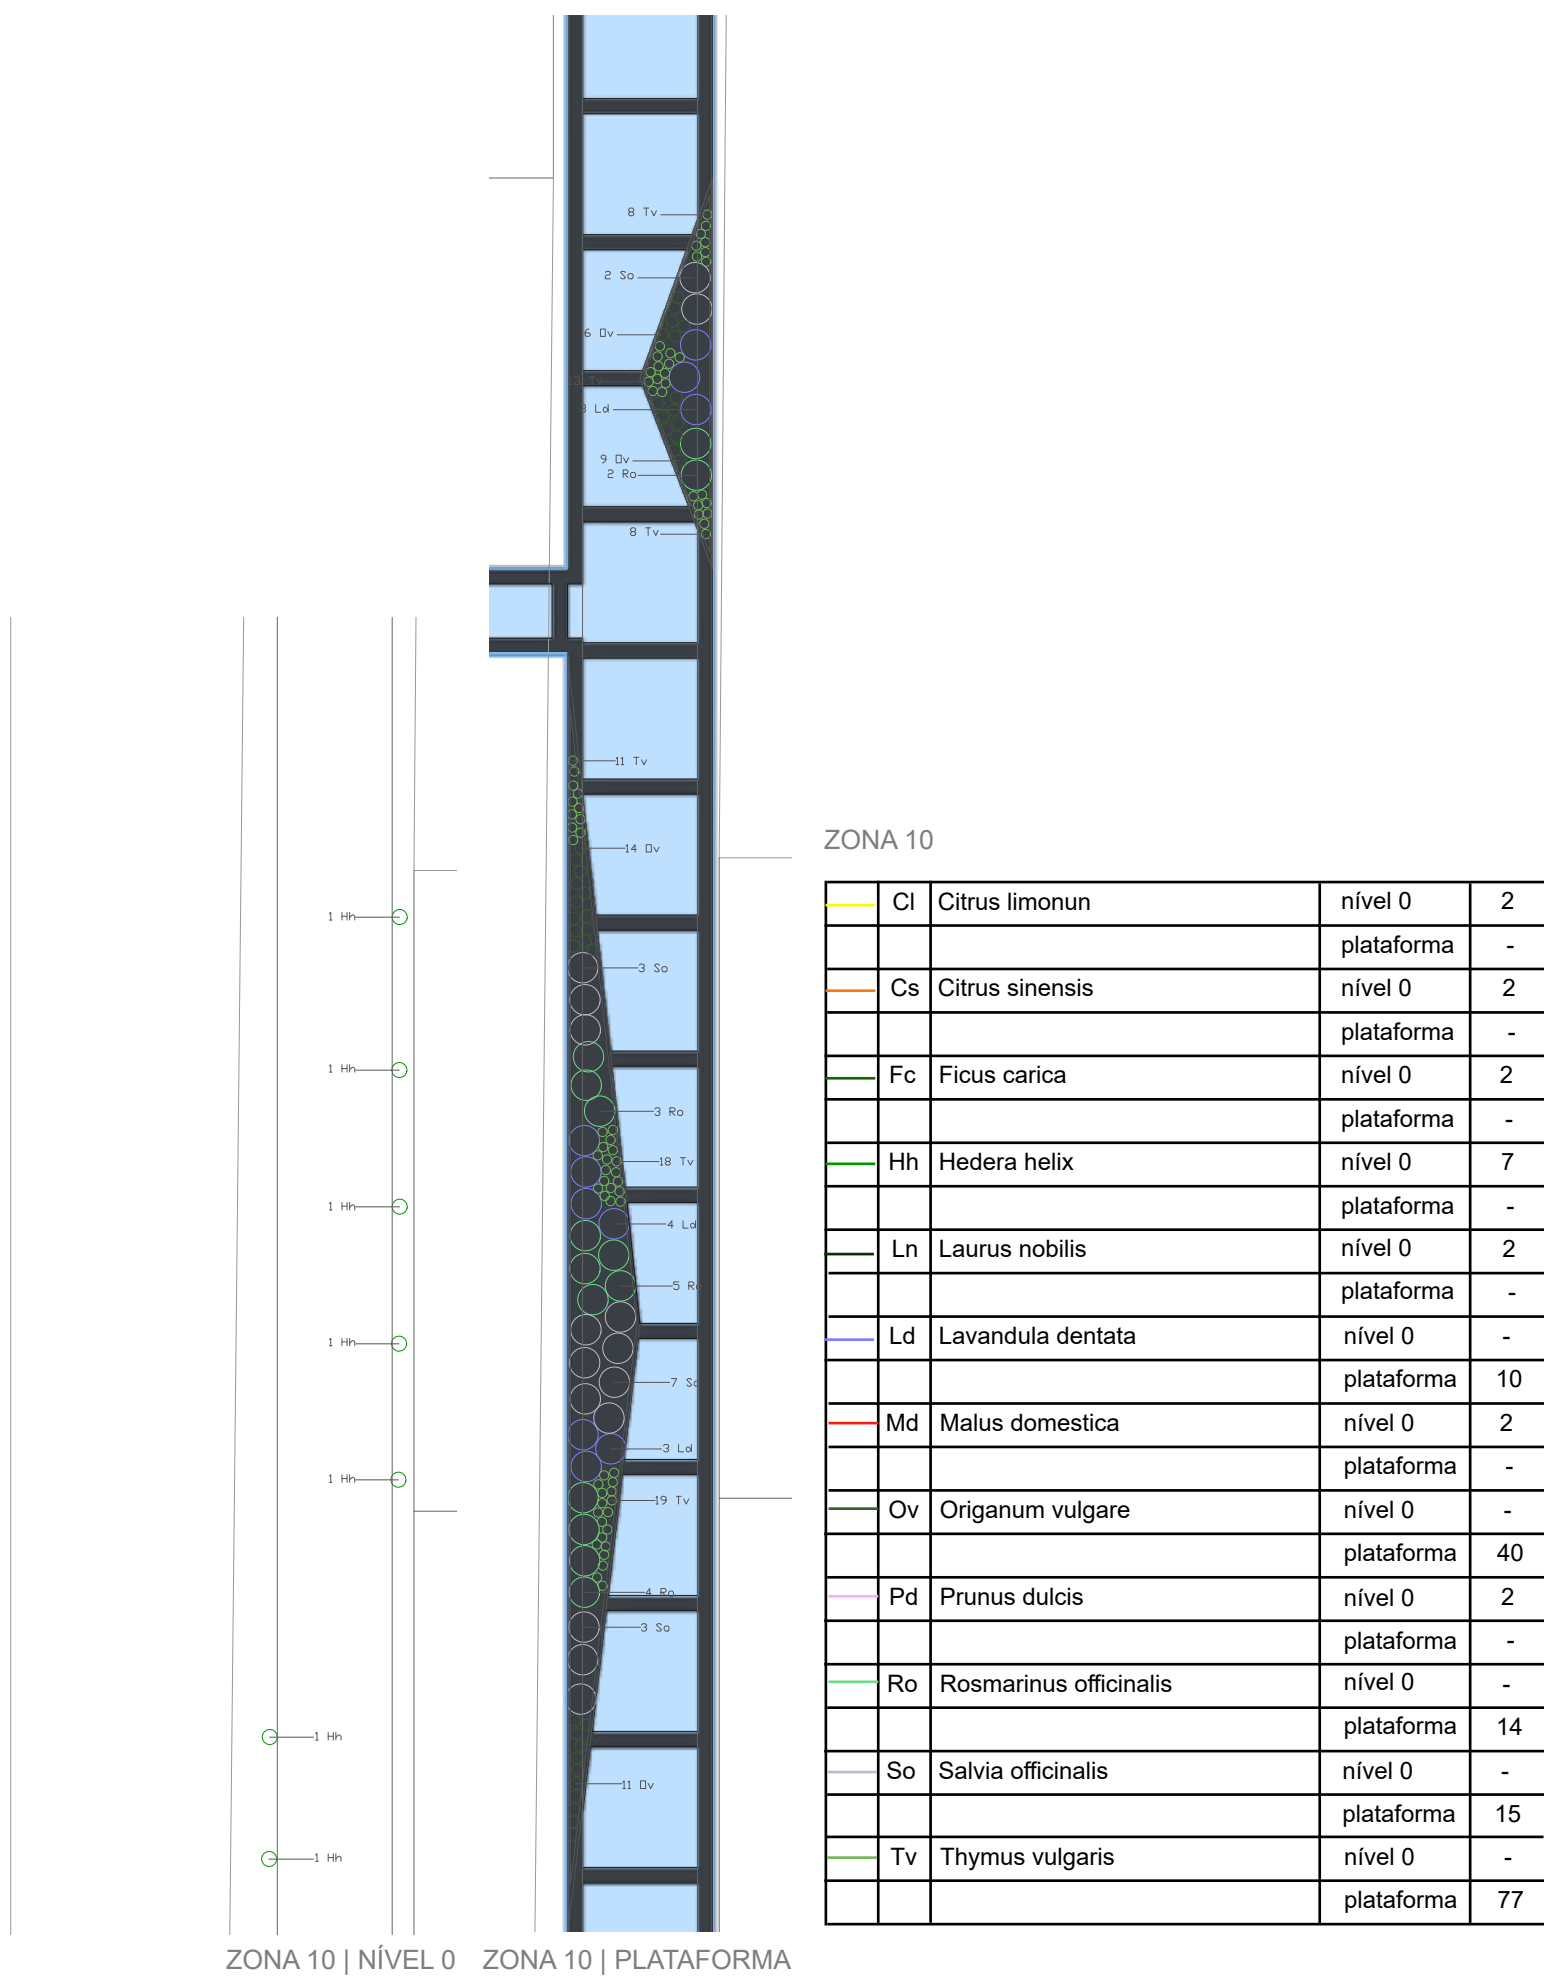 8 Tv
2 So
6 Ov
13 Tv
3 Ld
9 Ov
2 Ro
8 Tv
11 Tv
14 Ov
3 So
3 Ro
18 Tv
4 Ld
5 Ro
7 So
3 Ld
19 Tv
4 Ro
3 So
11 Ov
1 Hh
1 Hh
1 Hh
1 Hh
1 Hh
1 Hh
1 Hh
ZONA 10 | NÍVEL 0
ZONA 10 | PLATAFORMA
ZONA 10
Cl Citrus limonun nível 0 2
plataforma -
Cs Citrus sinensis nível 0 2
plataforma -
Fc Ficus carica nível 0 2
plataforma -
Hh Hedera helix nível 0 7
plataforma -
Ln Laurus nobilis nível 0 2
plataforma -
Ld Lavandula dentata nível 0 -
plataforma 10
Md Malus domestica nível 0 2
plataforma -
Ov Origanum vulgare nível 0 -
plataforma 40
Pd Prunus dulcis nível 0 2
plataforma -
Ro Rosmarinus officinalis nível 0 -
plataforma 14
So Salvia officinalis nível 0 -
plataforma 15
Tv Thymus vulgaris nível 0 -
plataforma 77